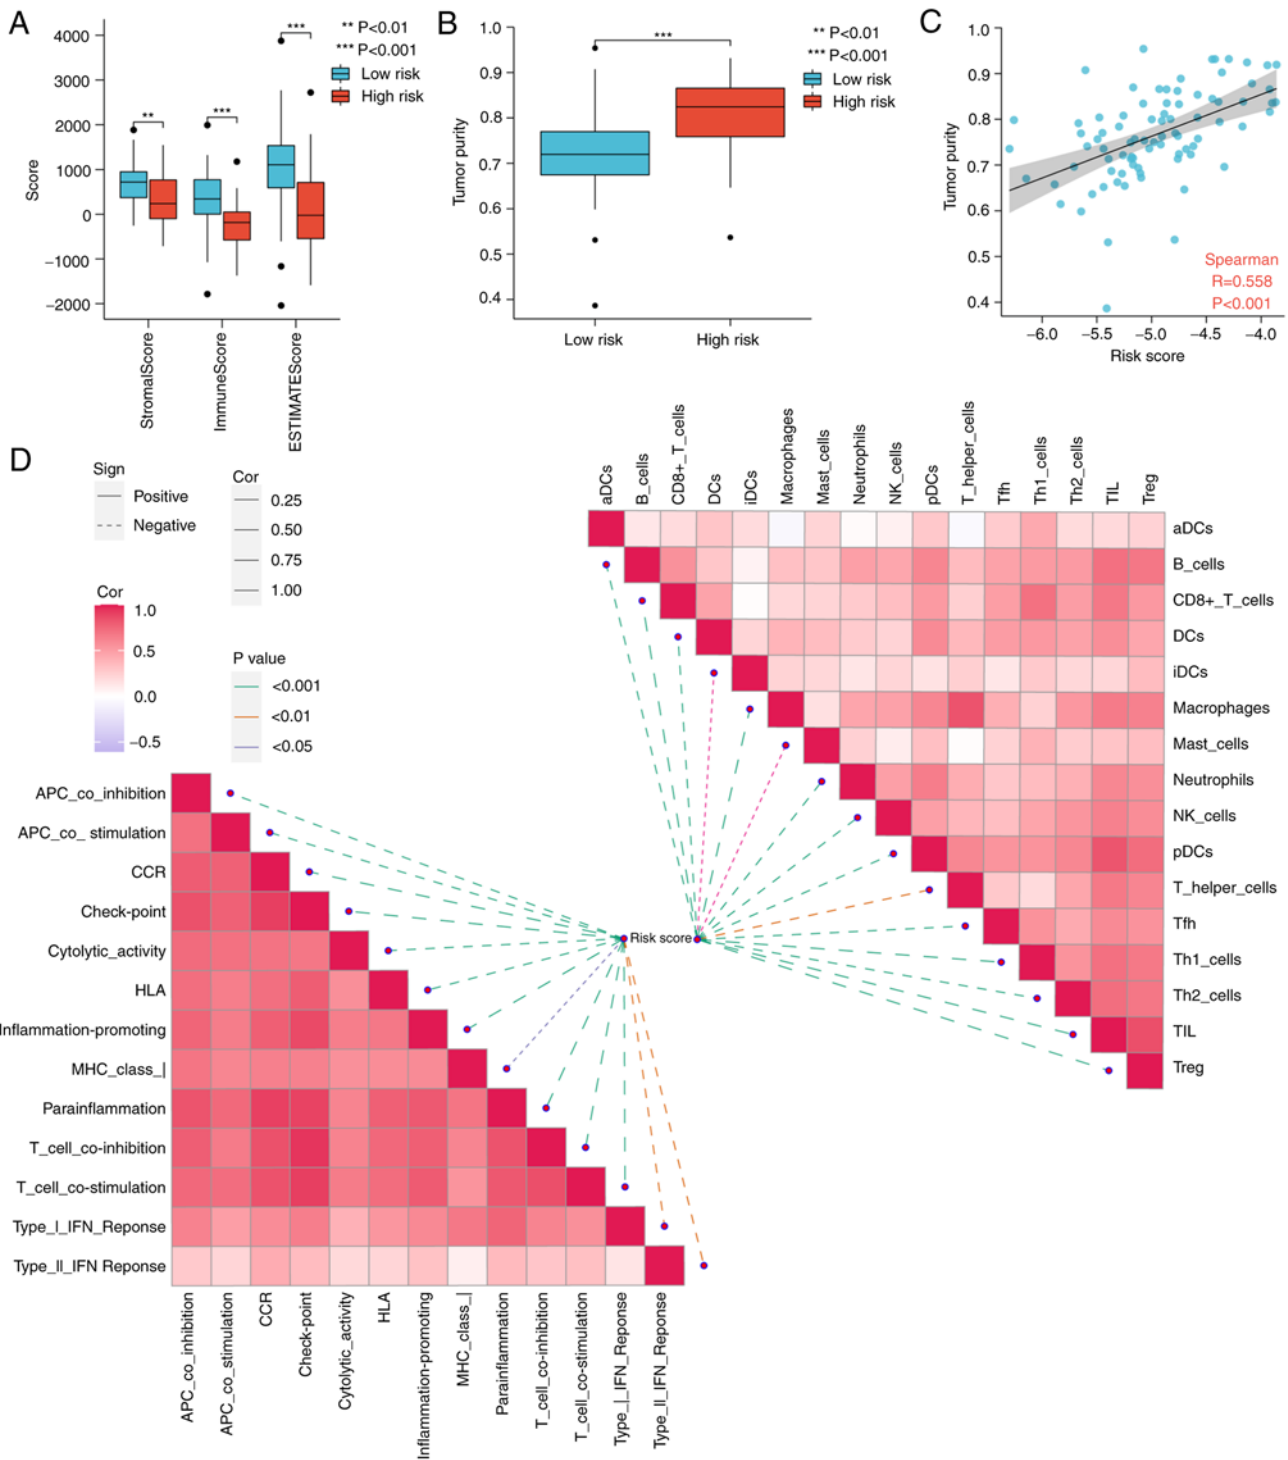 A
Score
4000
3000
2000
1000
0
−1000
−2000
**
***
***
** P<0.01
*** P<0.001
Low risk
High risk
StromalScore
ImmuneScore
ESTIMATEScore
B
Tumor purity
1.0
0.9
0.8
0.7
0.6
0.5
0.4
***
** P<0.01
*** P<0.001
Low risk
High risk
Low risk
High risk
C
Tumor purity
1.0
0.9
0.8
0.7
0.6
0.5
0.4
Spearman
R=0.558
P<0.001
−6.0
−5.5
−5.0
−4.5
−4.0
Risk score
D
Sign
Positive
Negative
Cor
0.25
0.50
0.75
1.00
Cor
1.0
0.5
0.0
−0.5
P value
<0.001
<0.01
<0.05
aDCs
B_cells
CD8+_T_cells
DCs
iDCs
Macrophages
Mast_cells
Neutrophils
NK_cells
pDCs
T_helper_cells
Tfh
Th1_cells
Th2_cells
TIL
Treg
aDCs
B_cells
CD8+_T_cells
DCs
iDCs
Macrophages
Mast_cells
Neutrophils
NK_cells
pDCs
T_helper_cells
Tfh
Th1_cells
Th2_cells
TIL
Treg
Risk score
APC_co_inhibition
APC_co_ stimulation
CCR
Check-point
Cytolytic_activity
HLA
Inflammation-promoting
MHC_class_|
Parainflammation
T_cell_co-inhibition
T_cell_co-stimulation
Type_I_IFN_Reponse
Type_II_IFN Reponse
APC_co_inhibition
APC_co_stimulation
CCR
Check-point
Cytolytic_activity
HLA
Inflammation-promoting
MHC_class_|
Parainflammation
T_cell_co-inhibition
T_cell_co-stimulation
Type_|_IFN_Reponse
Type_II_IFN_Reponse